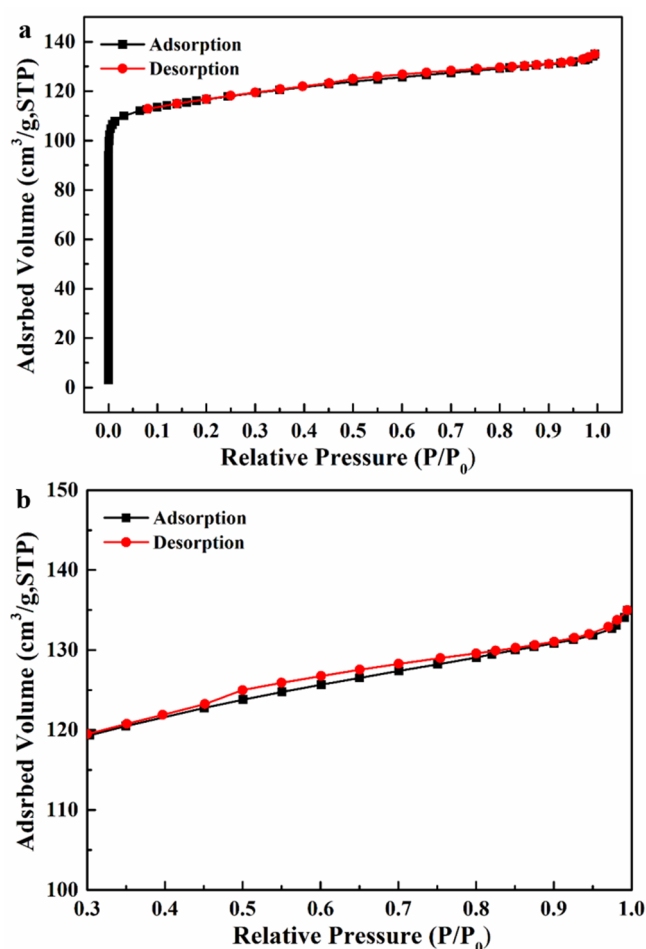 a
140
120
100
80
60
40
20
0
Adsorption
Desorption
Adsrbed Volume (cm³/g,STP)
0.0 0.1 0.2 0.3 0.4 0.5 0.6 0.7 0.8 0.9 1.0
Relative Pressure (P/P₀)
b
150
140
130
120
110
100
Adsorption
Desorption
Adsrbed Volume (cm³/g,STP)
0.3 0.4 0.5 0.6 0.7 0.8 0.9 1.0
Relative Pressure (P/P₀)